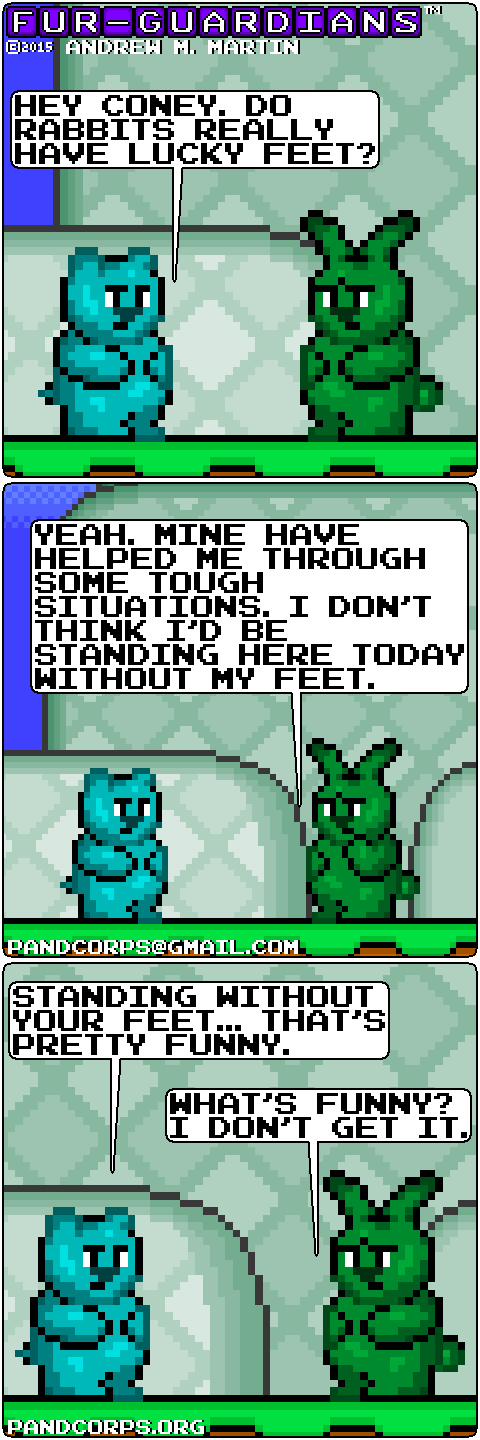 FUR-GUARDIANS™
©2015 ANDREW M. MARTIN
HEY CONEY. DO
RABBITS REALLY
HAVE LUCKY FEET?
YEAH. MINE HAVE
HELPED ME THROUGH
SOME TOUGH
SITUATIONS. I DON'T
THINK I'D BE
STANDING HERE TODAY
WITHOUT MY FEET.
PANDCORPS@GMAIL.COM
STANDING WITHOUT
YOUR FEET... THAT'S
PRETTY FUNNY.
WHAT'S FUNNY?
I DON'T GET IT.
PANDCORPS.ORG